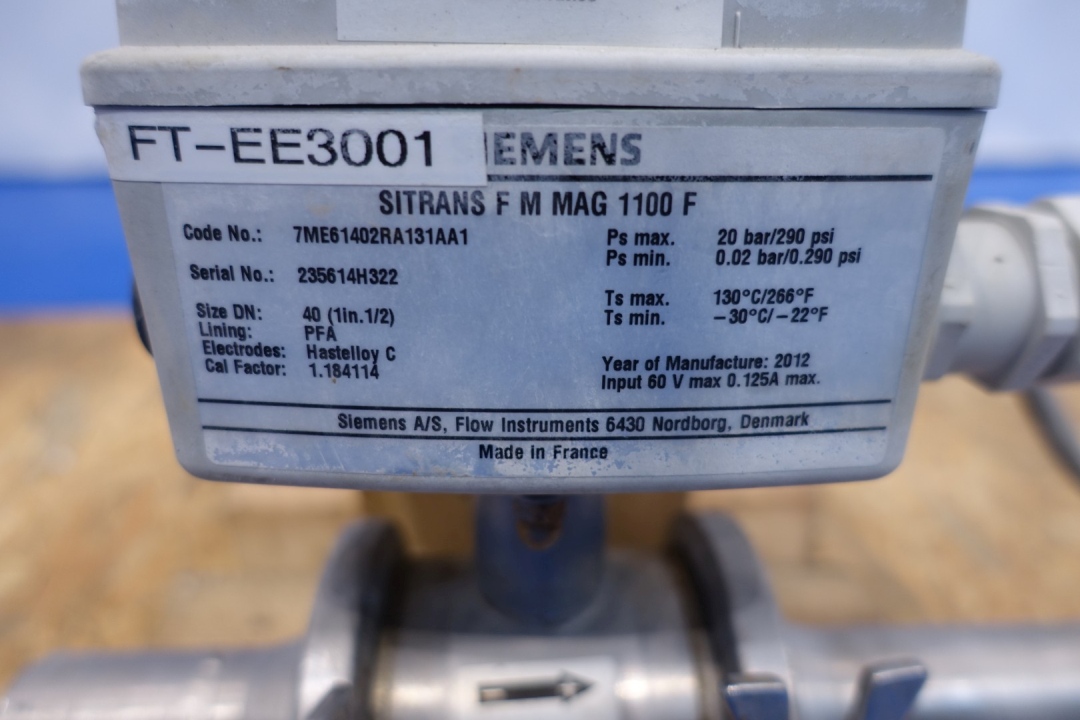 FT-EE3001
IEMENS
SITRANS F M MAG 1100 F
Code No.: 7ME61402RA131AA1
Serial No.: 235614H322
Size DN: 40 (1in.1/2)
Lining: PFA
Electrodes: Hastelloy C
Cal Factor: 1.184114
Ps max. 20 bar/290 psi
Ps min. 0.02 bar/0.290 psi
Ts max. 130°C/266°F
Ts min. -30°C/-22°F
Year of Manufacture: 2012
Input 60 V max 0.125A max.
Siemens A/S, Flow Instruments 6430 Nordborg, Denmark
Made in France